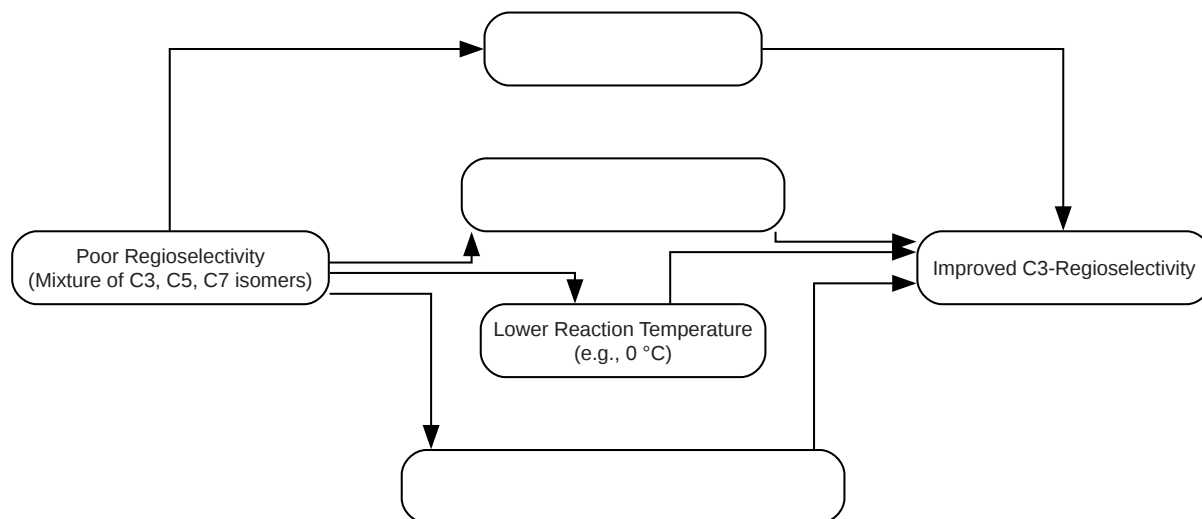 Poor Regioselectivity
(Mixture of C3, C5, C7 isomers)
Improved C3-Regioselectivity
Lower Reaction Temperature
(e.g., 0 °C)